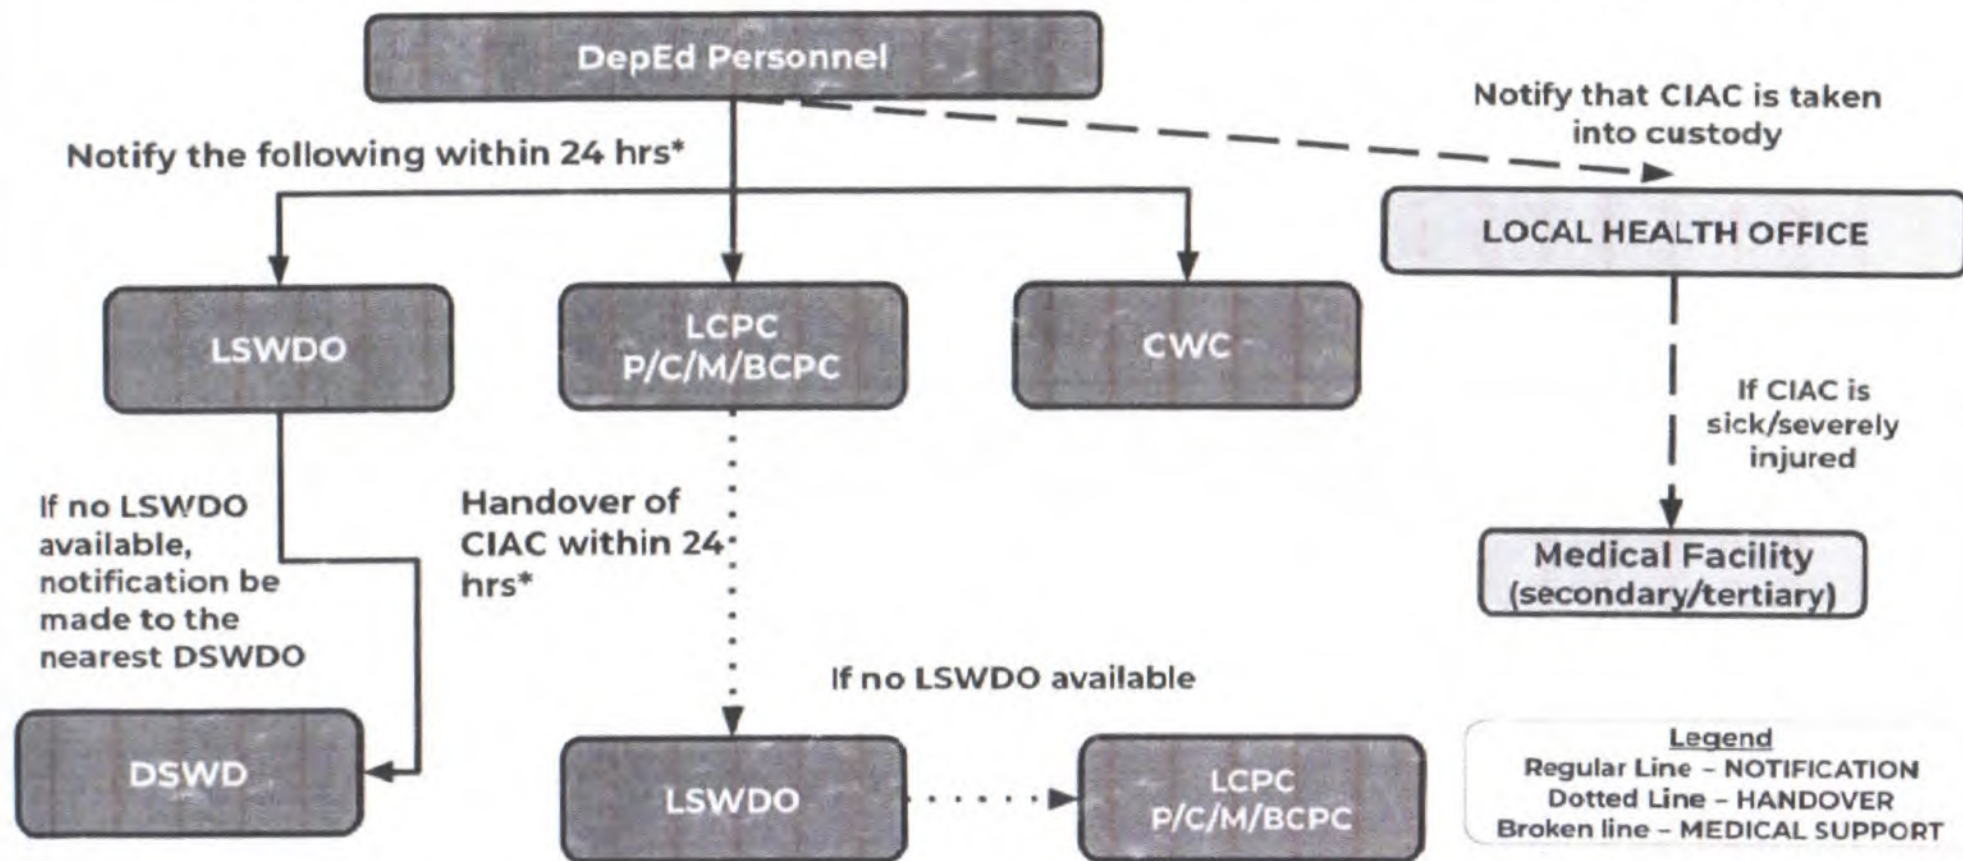 DepEd Personnel
Notify that CIAC is taken
into custody
Notify the following within 24 hrs*
LOCAL HEALTH OFFICE
LSWDO
LCPC
P/C/M/BCPC
CWC
If CIAC is
sick/severely
injured
If no LSWDO
available,
notification be
made to the
nearest DSWDO
Handover of
CIAC within 24
hrs*
Medical Facility
(secondary/tertiary)
If no LSWDO available
DSWD
LSWDO
LCPC
P/C/M/BCPC
Legend
Regular Line – NOTIFICATION
Dotted Line – HANDOVER
Broken line – MEDICAL SUPPORT